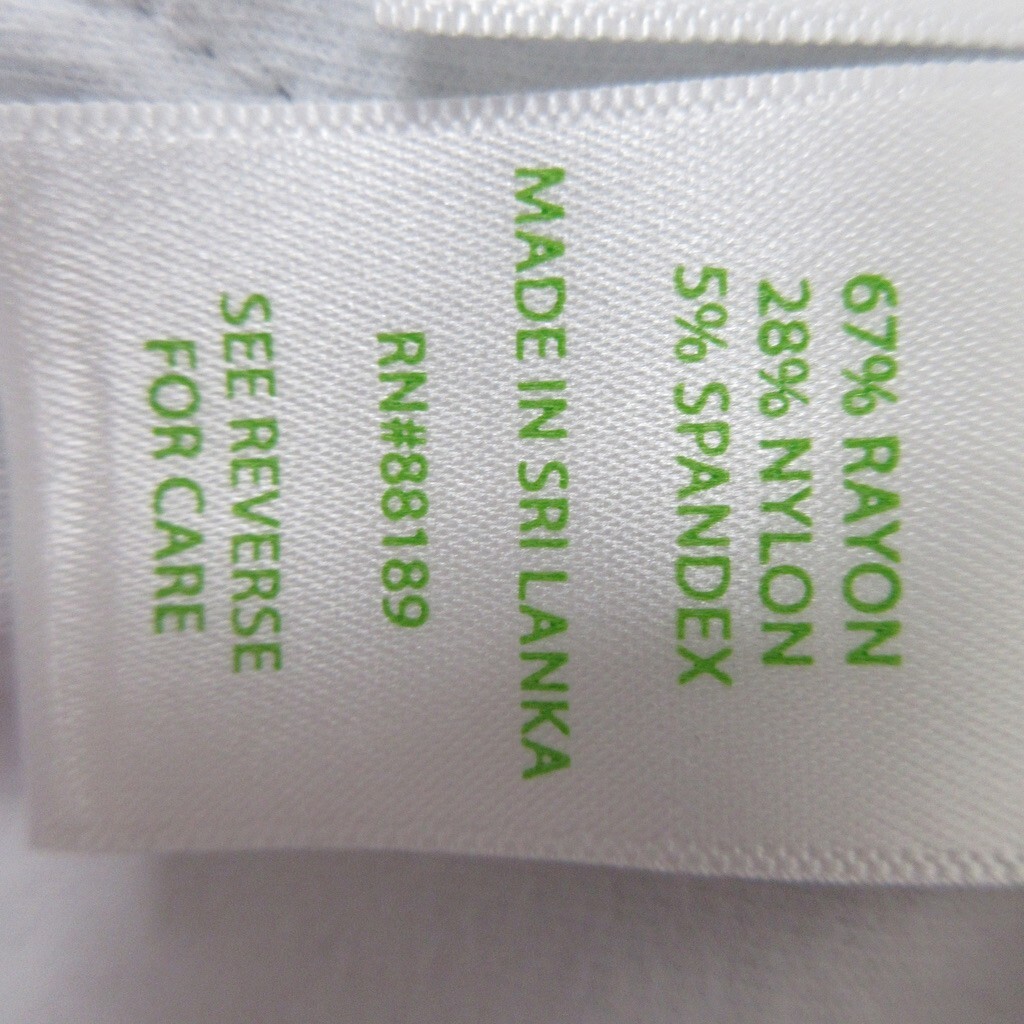 67% RAYON
28% NYLON
5% SPANDEX
MADE IN SRI LANKA
RN#88189
SEE REVERSE
FOR CARE